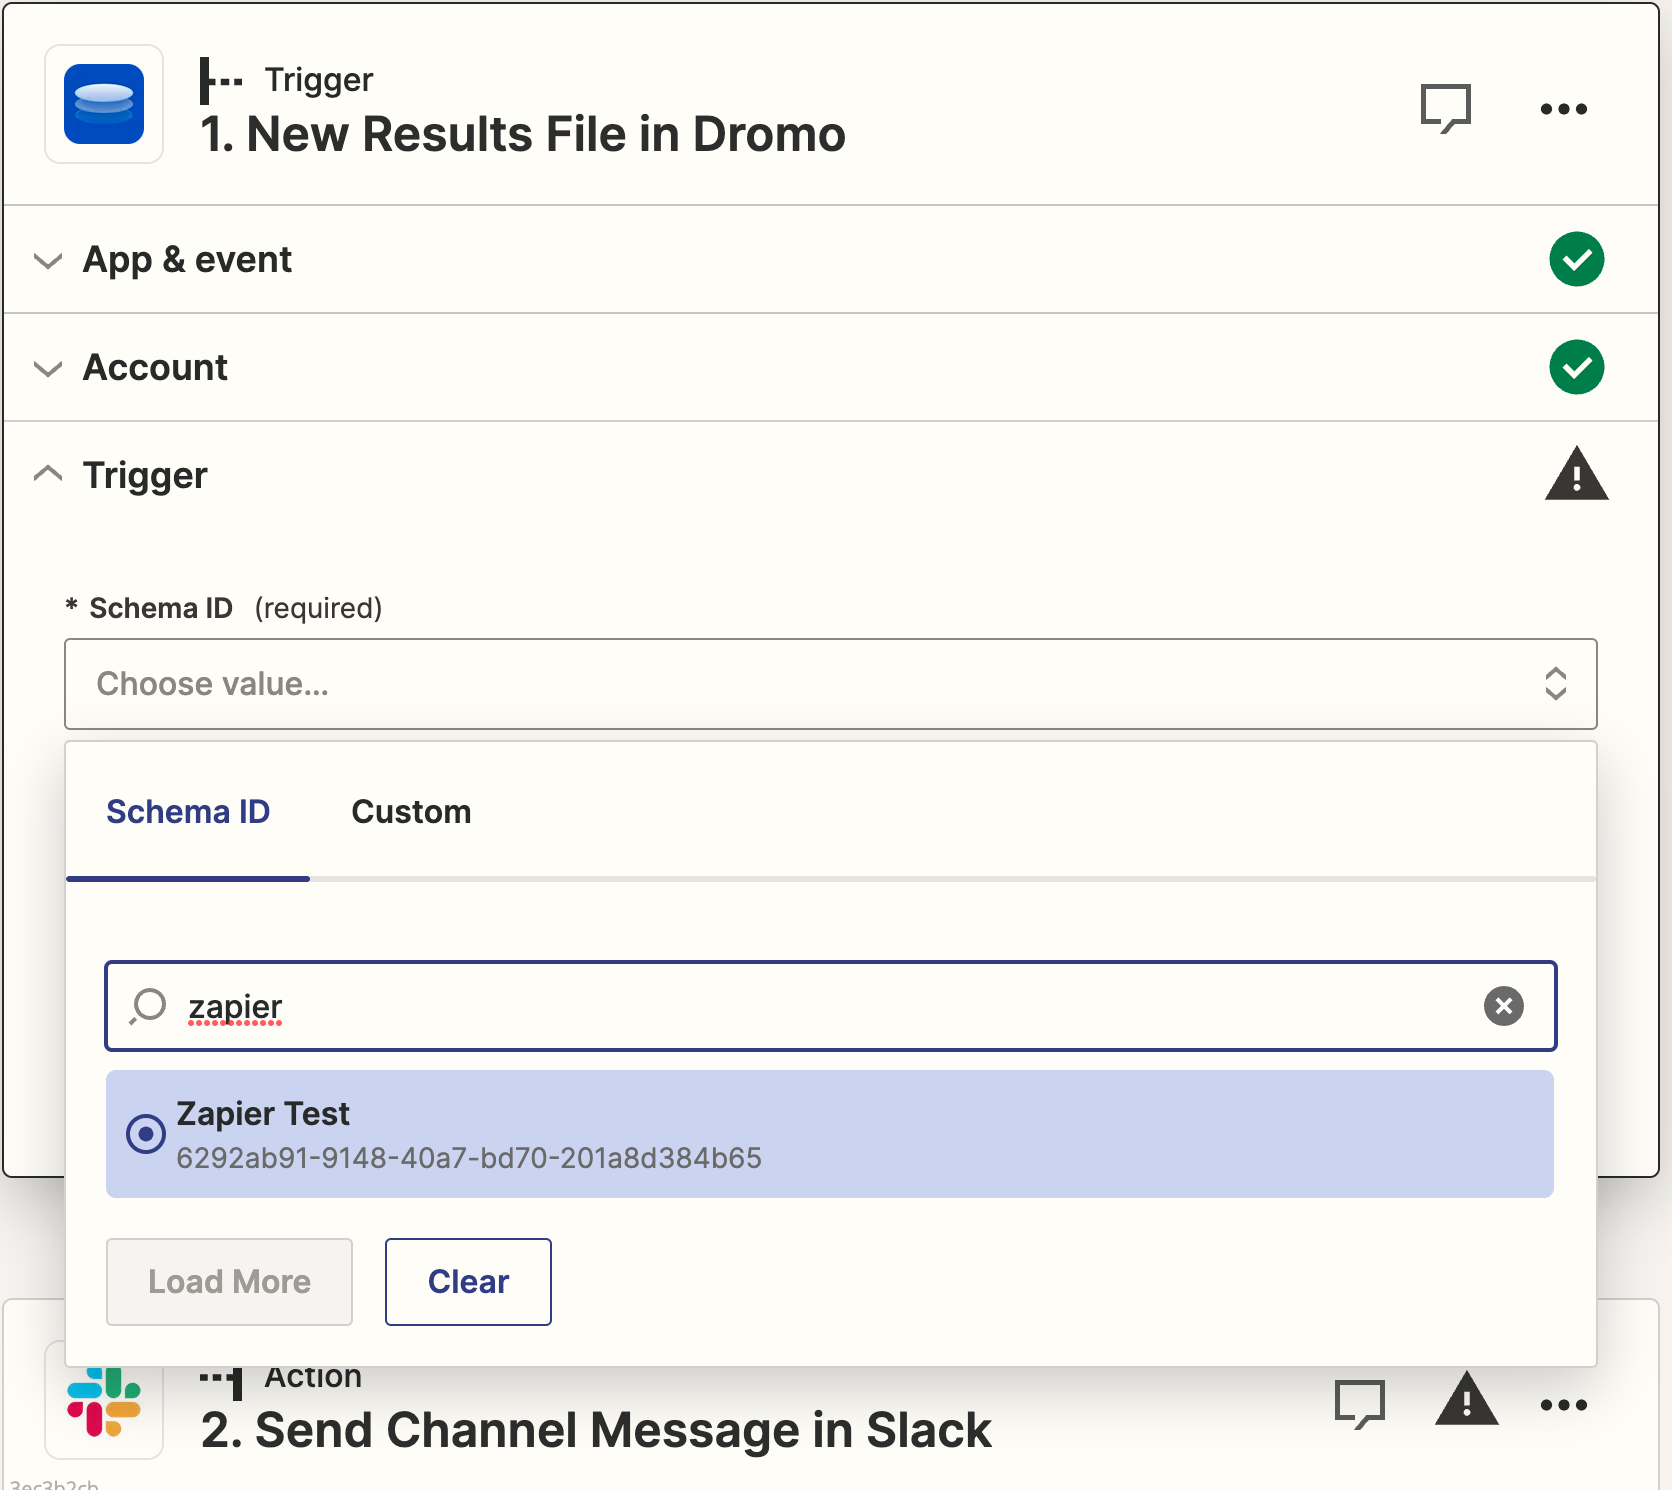 Trigger
1. New Results File in Dromo
App & event
Account
Trigger
* Schema ID (required)
Choose value...
Schema ID Custom
zapier
Zapier Test
6292ab91-9148-40a7-bd70-201a8d384b65
Load More Clear
Action
2. Send Channel Message in Slack